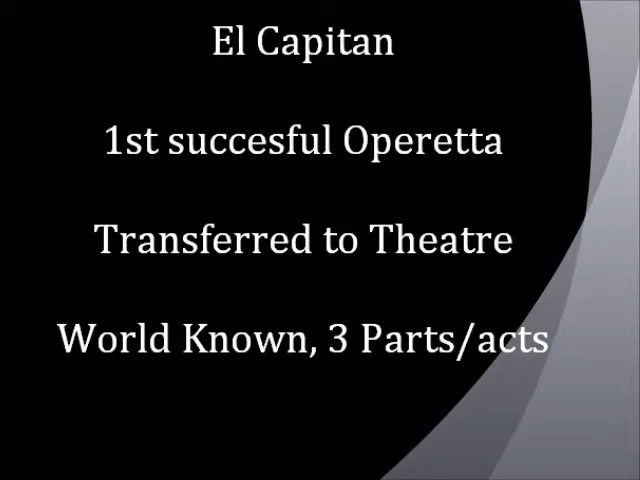 El Capitan
1st succesful Operetta
Transferred to Theatre
World Known, 3 Parts/acts